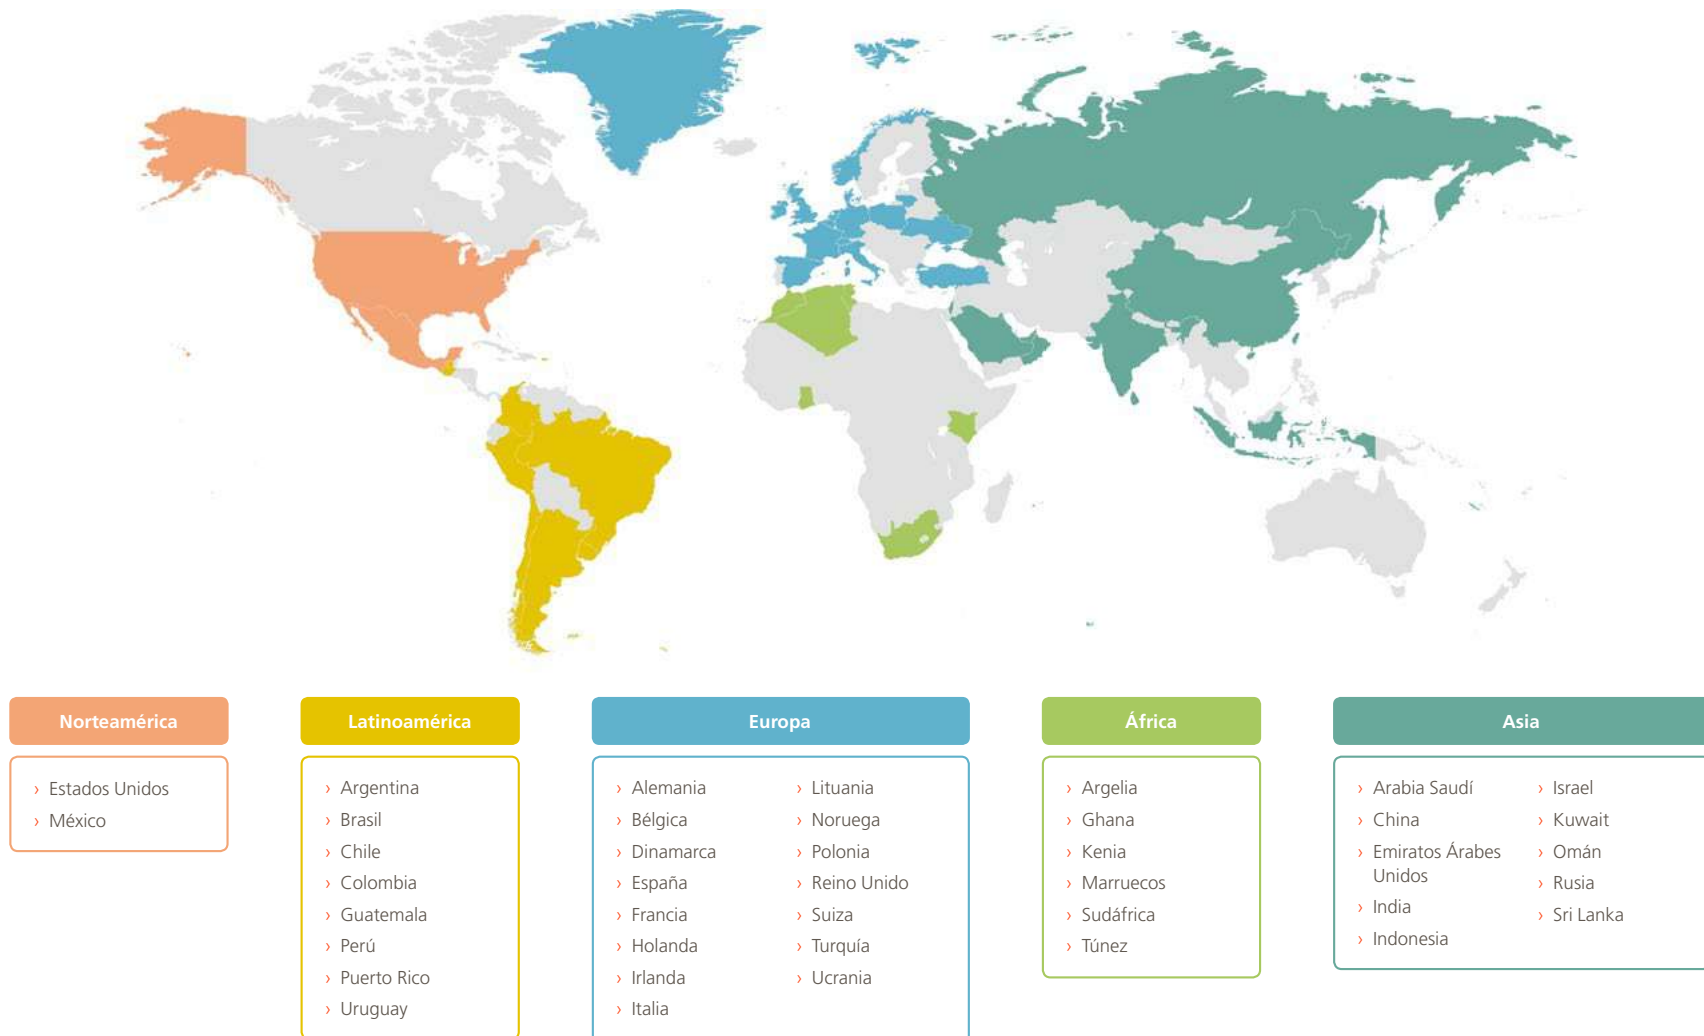 Norteamérica
› Estados Unidos
› México
Latinoamérica
› Argentina
› Brasil
› Chile
› Colombia
› Guatemala
› Perú
› Puerto Rico
› Uruguay
Europa
› Alemania
› Bélgica
› Dinamarca
› España
› Francia
› Holanda
› Irlanda
› Italia
› Lituania
› Noruega
› Polonia
› Reino Unido
› Suiza
› Turquía
› Ucrania
África
› Argelia
› Ghana
› Kenia
› Marruecos
› Sudáfrica
› Túnez
Asia
› Arabia Saudí
› China
› Emiratos Árabes
Unidos
› India
› Indonesia
› Israel
› Kuwait
› Omán
› Rusia
› Sri Lanka